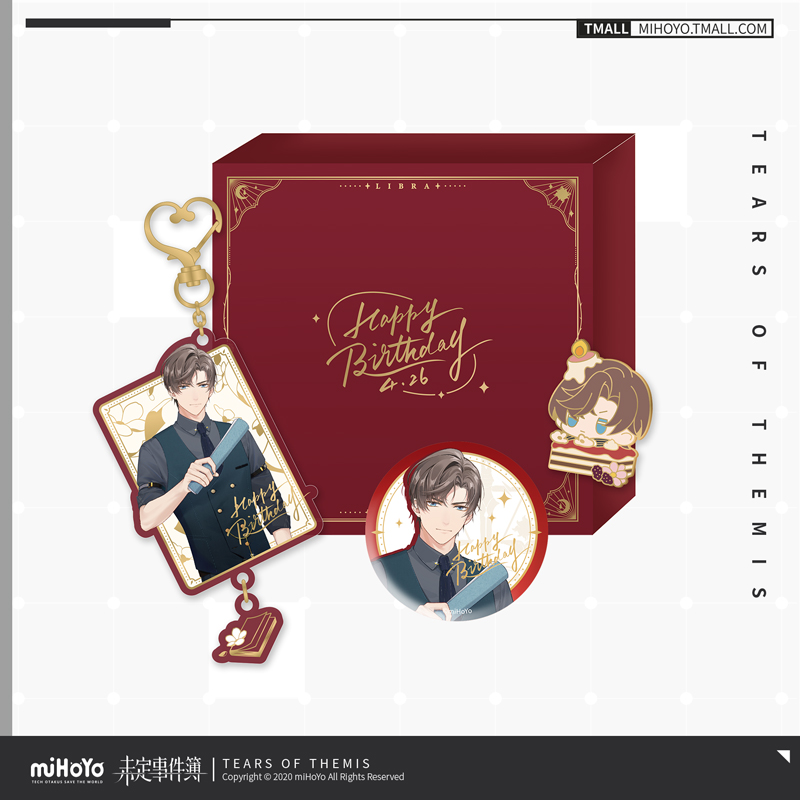 TMALL MIHOYO.TMALL.COM
LIBRA
Happy
Birthday
4.26
Happy
Birthday
Happy
Birthday
miHoYo
TEARS OF THEMIS
miHoYo
TECH OTAKUS SAVE THE WORLD
未定事件簿
TEARS OF THEMIS
Copyright © 2020 miHoYo All Rights Reserved